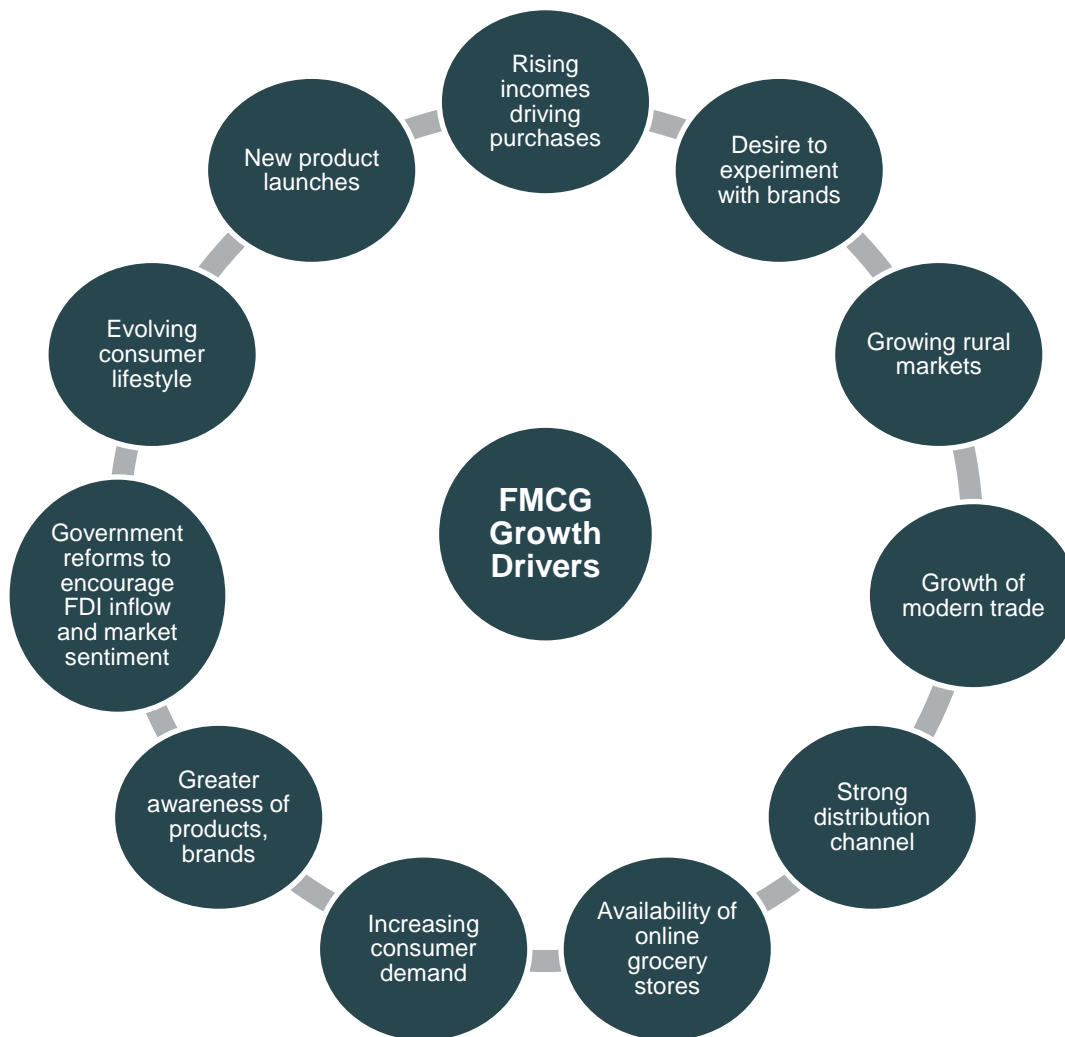 Rising
incomes
driving
purchases
Desire to
experiment
with brands
Growing rural
markets
Growth of
modern trade
Strong
distribution
channel
Availability of
online
grocery
stores
Increasing
consumer
demand
Greater
awareness of
products,
brands
Government
reforms to
encourage
FDI inflow
and market
sentiment
Evolving
consumer
lifestyle
New product
launches
FMCG
Growth
Drivers